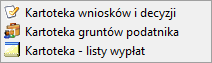 Kartoteka wniosków i decyzji
Kartoteka gruntów podatnika
Kartoteka - listy wypłat